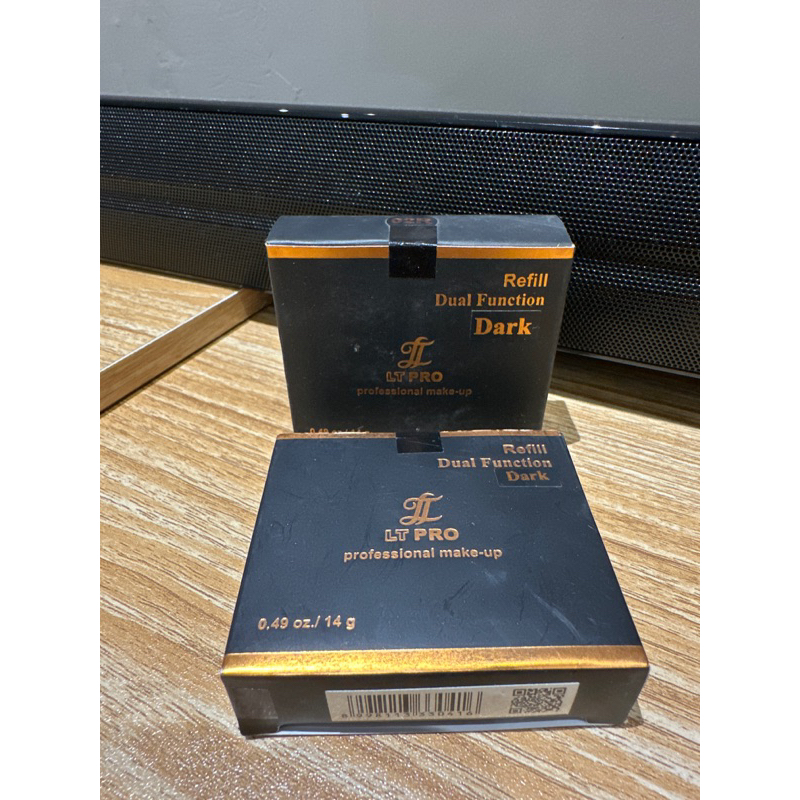 Refill
Dual Function
Dark
LT PRO
professional make-up
Refill
Dual Function
Dark
LT PRO
professional make-up
0.49 oz./ 14 g